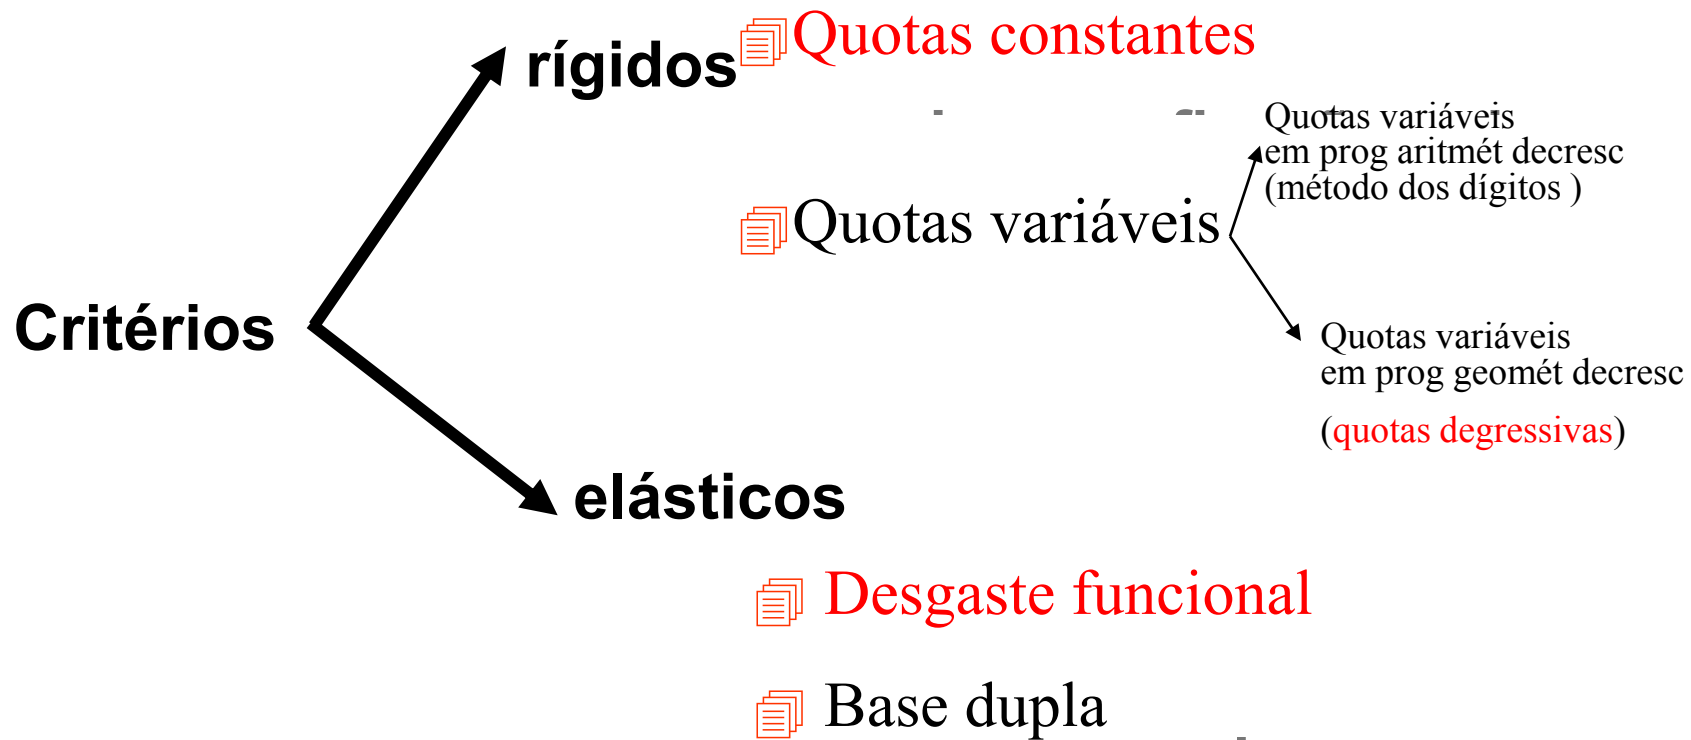 Quotas constantes
rígidos
Quotas variáveis
em prog aritmét decresc
(método dos dígitos )
Quotas variáveis
Critérios
Quotas variáveis
em prog geomét decresc
(quotas degressivas)
elásticos
Desgaste funcional
Base dupla